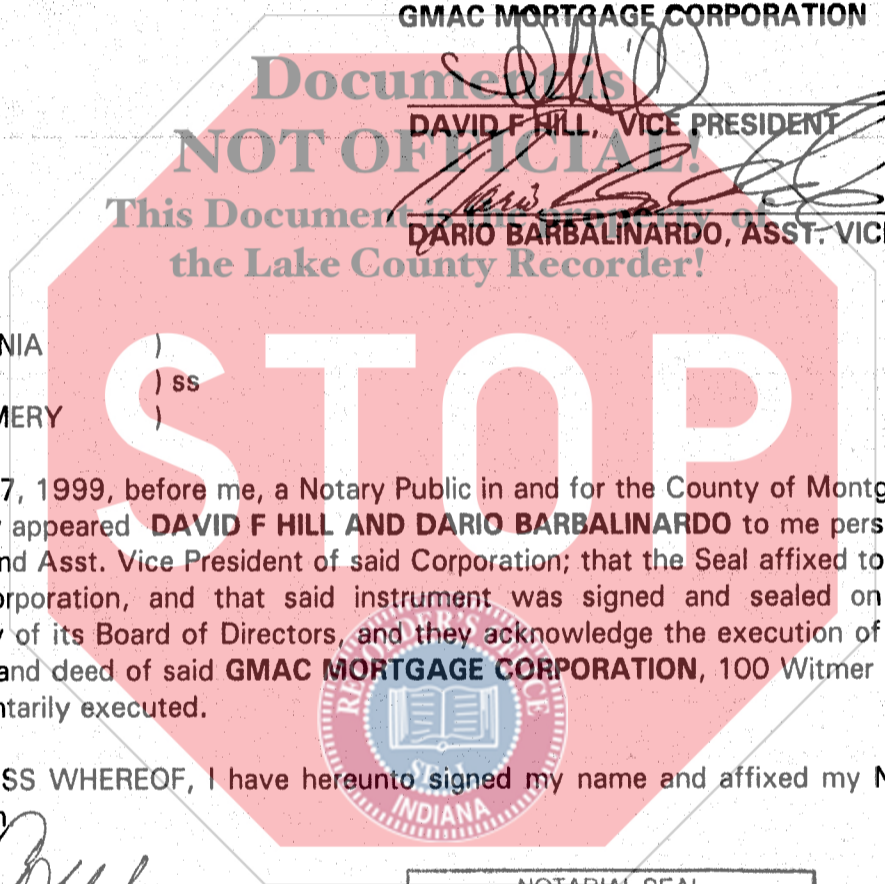 GMAC MORTGAGE CORPORATION
Document is
DAVID F HILL, VICE PRESIDENT
NOT OFFICIAL!
This Document is the property of
DARIO BARBALINARDO, ASST. VICE
the Lake County Recorder!
NIA )
) ss
MERY )
STOP
7, 1999, before me, a Notary Public in and for the County of Montg
y appeared DAVID F HILL AND DARIO BARBALINARDO to me pers
nd Asst. Vice President of said Corporation; that the Seal affixed to
orporation, and that said instrument was signed and sealed on
y of its Board of Directors, and they acknowledge the execution of
and deed of said GMAC MORTGAGE CORPORATION, 100 Witmer
ntarily executed.
RECORDER'S OFFICE
SEAL
INDIANA
SS WHEREOF, I have hereunto signed my name and affixed my N
n.
NOTARIAL SEAL